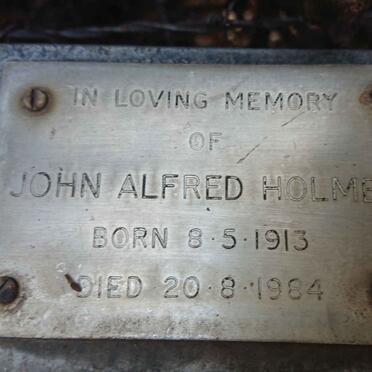 IN LOVING MEMORY
OF
JOHN ALFRED HOLME
BORN 8·5·1913
DIED 20·8·1984